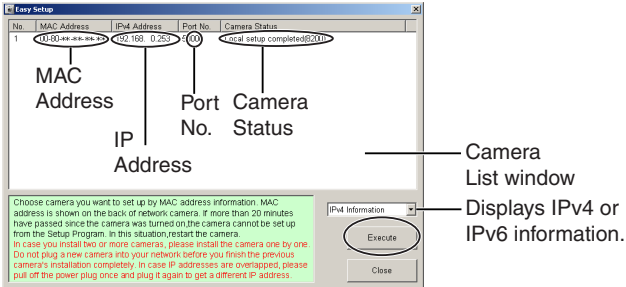 Easy Setup
No. MAC Address IPv4 Address Port No. Camera Status
1 00-80-**-**-**-** 192.168. 0.253 50000 Local setup completed(B200)
MAC
Address
IP
Address
Port
No.
Camera
Status
Camera
List window
Choose camera you want to set up by MAC address information. MAC
address is shown on the back of network camera. If more than 20 minutes
have passed since the camera was turned on,the camera cannot be set up
from the Setup Program. In this situation,restart the camera.
In case you install two or more cameras, please install the camera one by one.
Do not plug a new camera into your network before you finish the previous
camera's installation completely. In case IP addresses are overlapped, please
pull off the power plug once and plug it again to get a different IP address.
IPv4 Information
Displays IPv4 or
IPv6 information.
Execute
Close